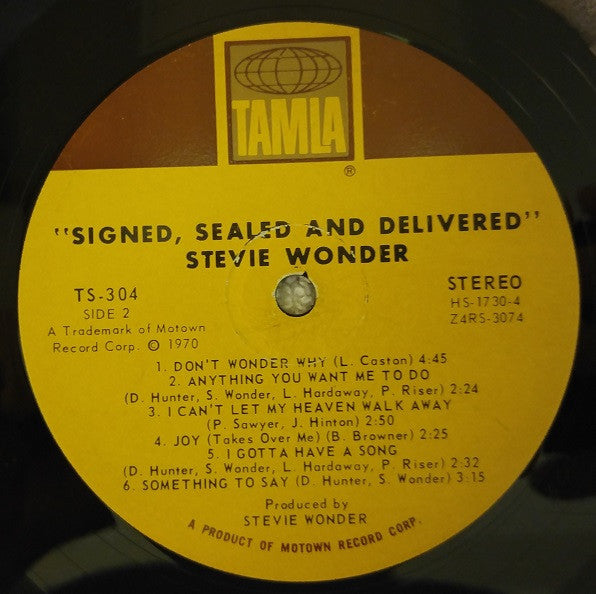 TAMLA
®
"SIGNED, SEALED AND DELIVERED"
STEVIE WONDER
TS-304
SIDE 2
A Trademark of Motown
Record Corp. © 1970
STEREO
HS-1730-4
Z4RS-3074
1. DON'T WONDER WHY (L. Caston) 4:45
2. ANYTHING YOU WANT ME TO DO
(D. Hunter, S. Wonder, L. Hardaway, P. Riser) 2:24
3. I CAN'T LET MY HEAVEN WALK AWAY
(P. Sawyer, J. Hinton) 2:50
4. JOY (Takes Over Me) (B. Browner) 2:25
5. I GOTTA HAVE A SONG
(D. Hunter, S. Wonder, L. Hardaway, P. Riser) 2:32
6. SOMETHING TO SAY (D. Hunter, S. Wonder) 3:15
Produced by
STEVIE WONDER
A PRODUCT OF MOTOWN RECORD CORP.